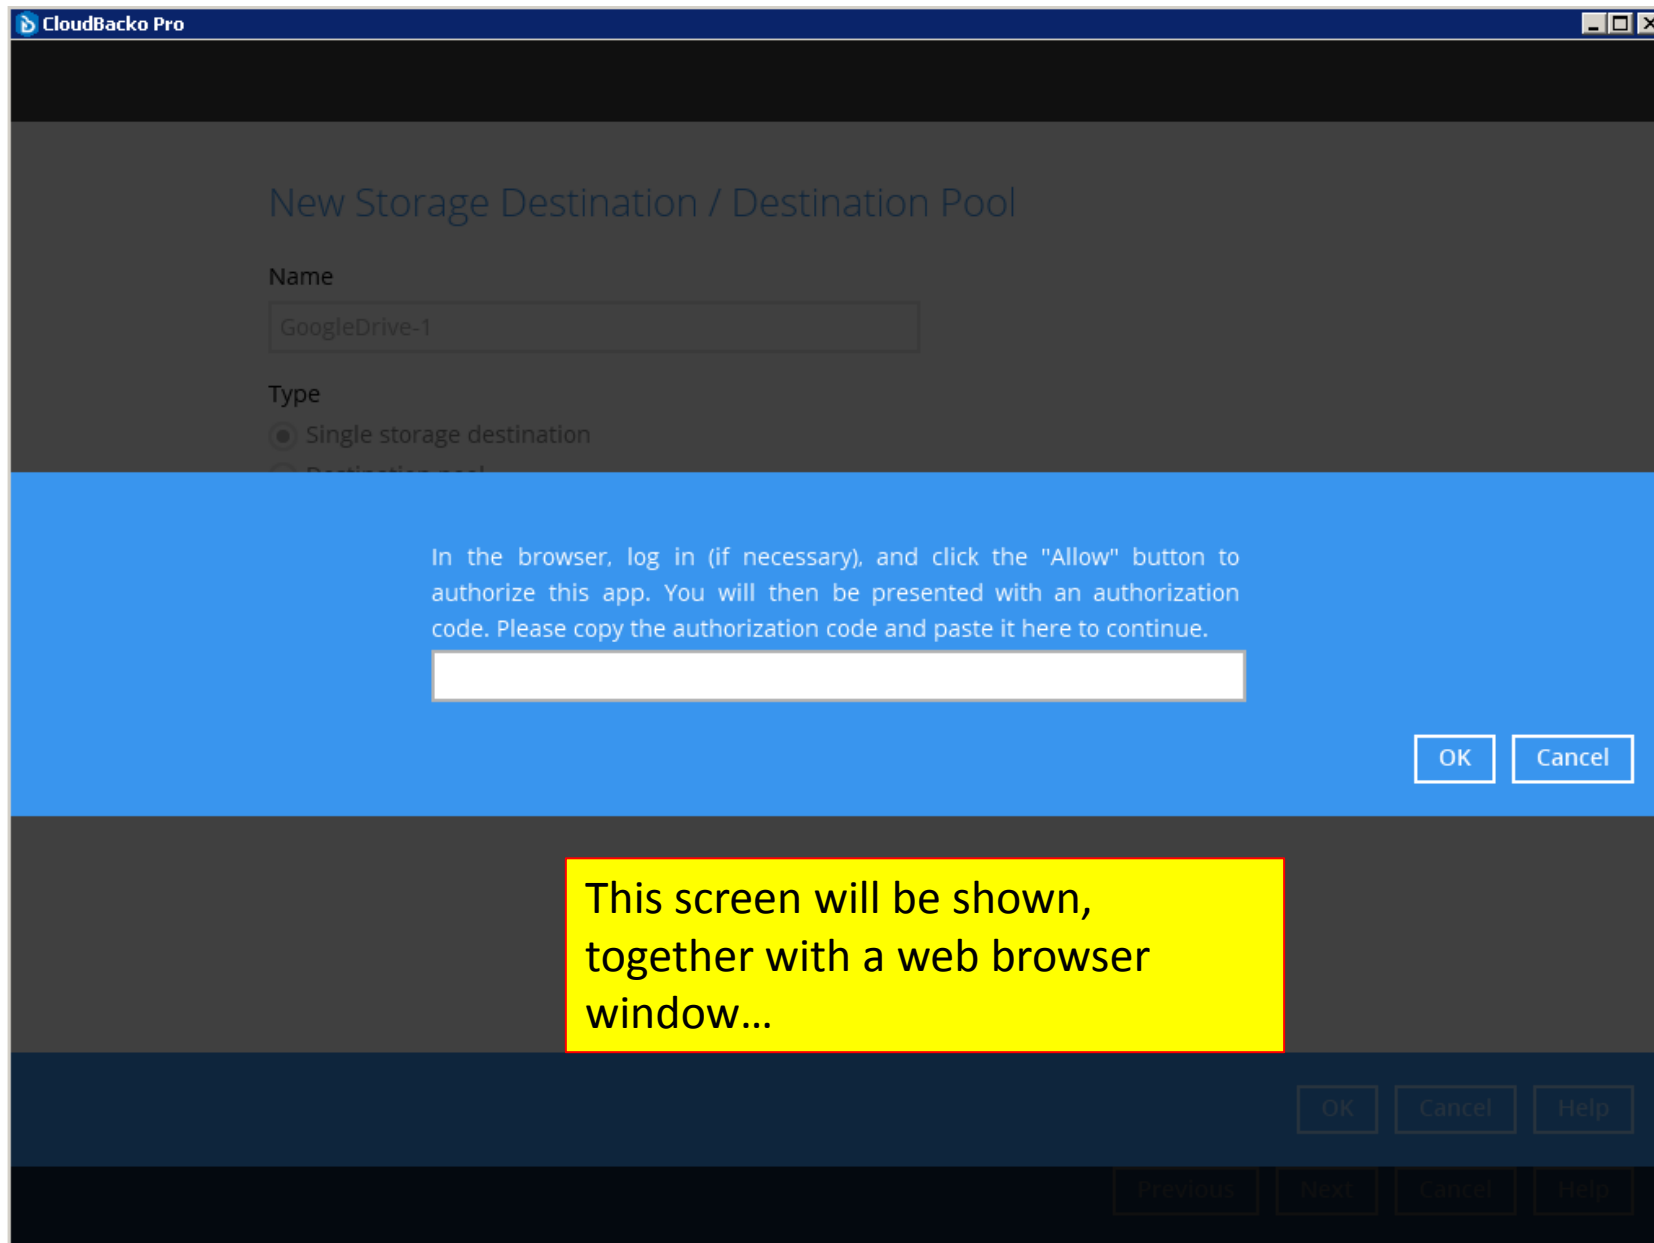 CloudBacko Pro
New Storage Destination / Destination Pool
Name
GoogleDrive-1
Type
Single storage destination
Destination pool
In the browser, log in (if necessary), and click the "Allow" button to
authorize this app. You will then be presented with an authorization
code. Please copy the authorization code and paste it here to continue.
OK Cancel
This screen will be shown,
together with a web browser
window...
OK Cancel Help
Previous Next Cancel Help